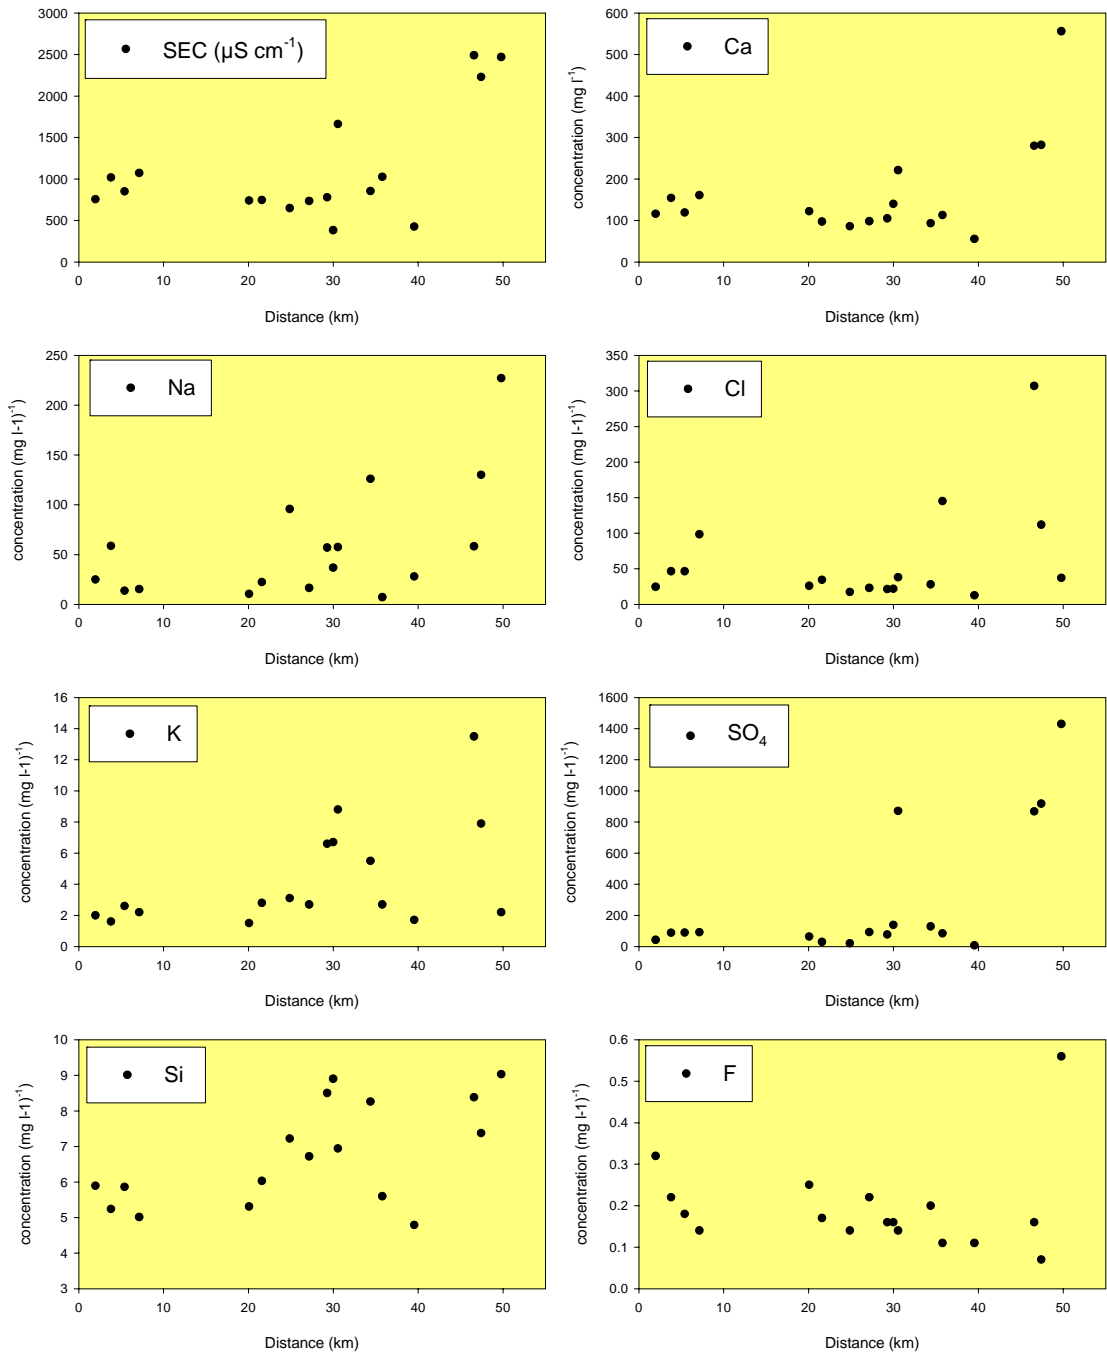 SEC (µS cm⁻¹)
3000
2500
2000
1500
1000
500
0
0 10 20 30 40 50
Distance (km)
Ca
concentration (mg l⁻¹)
600
500
400
300
200
100
0
0 10 20 30 40 50
Distance (km)
Na
concentration (mg l-1)⁻¹)
250
200
150
100
50
0
0 10 20 30 40 50
Distance (km)
Cl
concentration (mg l-1)⁻¹)
350
300
250
200
150
100
50
0
0 10 20 30 40 50
Distance (km)
K
concentration (mg l-1)⁻¹)
16
14
12
10
8
6
4
2
0
0 10 20 30 40 50
Distance (km)
SO₄
concentration (mg l-1)⁻¹)
1600
1400
1200
1000
800
600
400
200
0
0 10 20 30 40 50
Distance (km)
Si
concentration (mg l-1)⁻¹)
10
9
8
7
6
5
4
3
0 10 20 30 40 50
Distance (km)
F
concentration (mg l-1)⁻¹)
0.6
0.5
0.4
0.3
0.2
0.1
0.0
0 10 20 30 40 50
Distance (km)